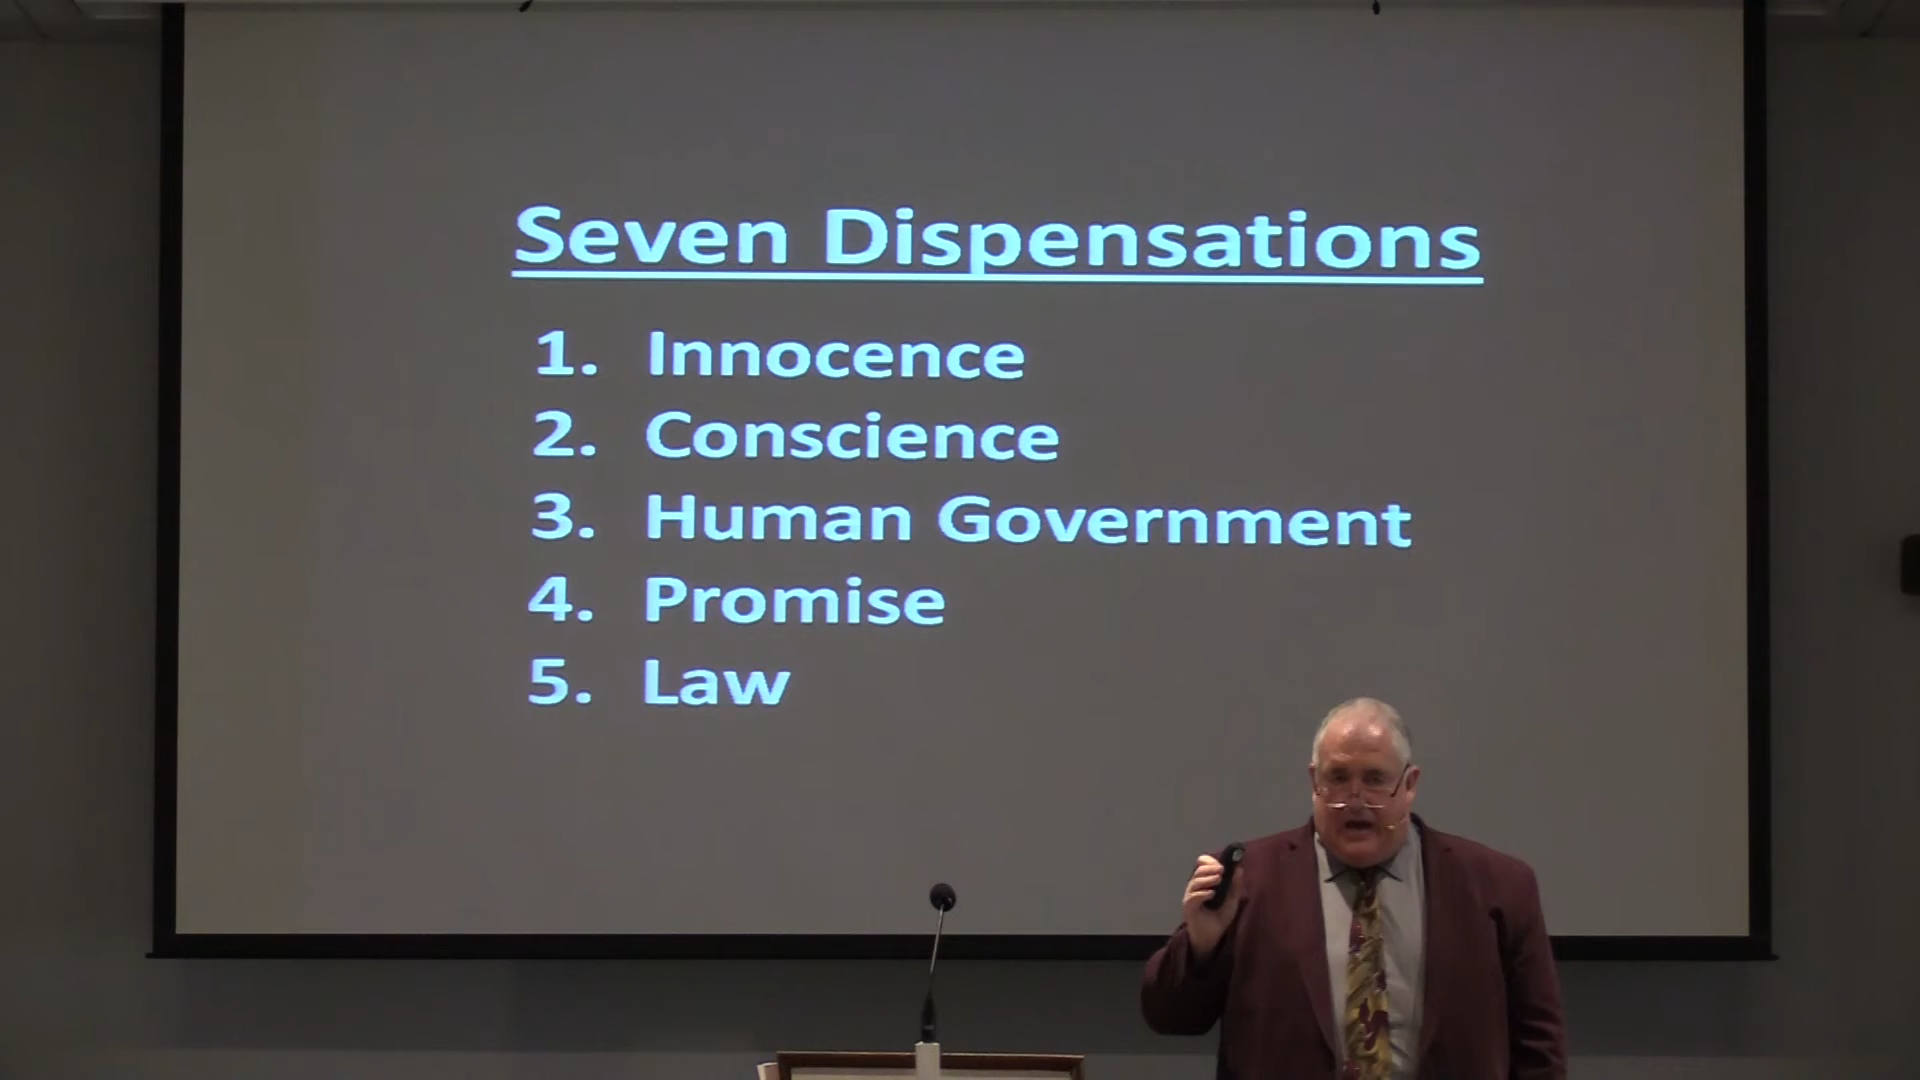 Seven Dispensations
1. Innocence
2. Conscience
3. Human Government
4. Promise
5. Law